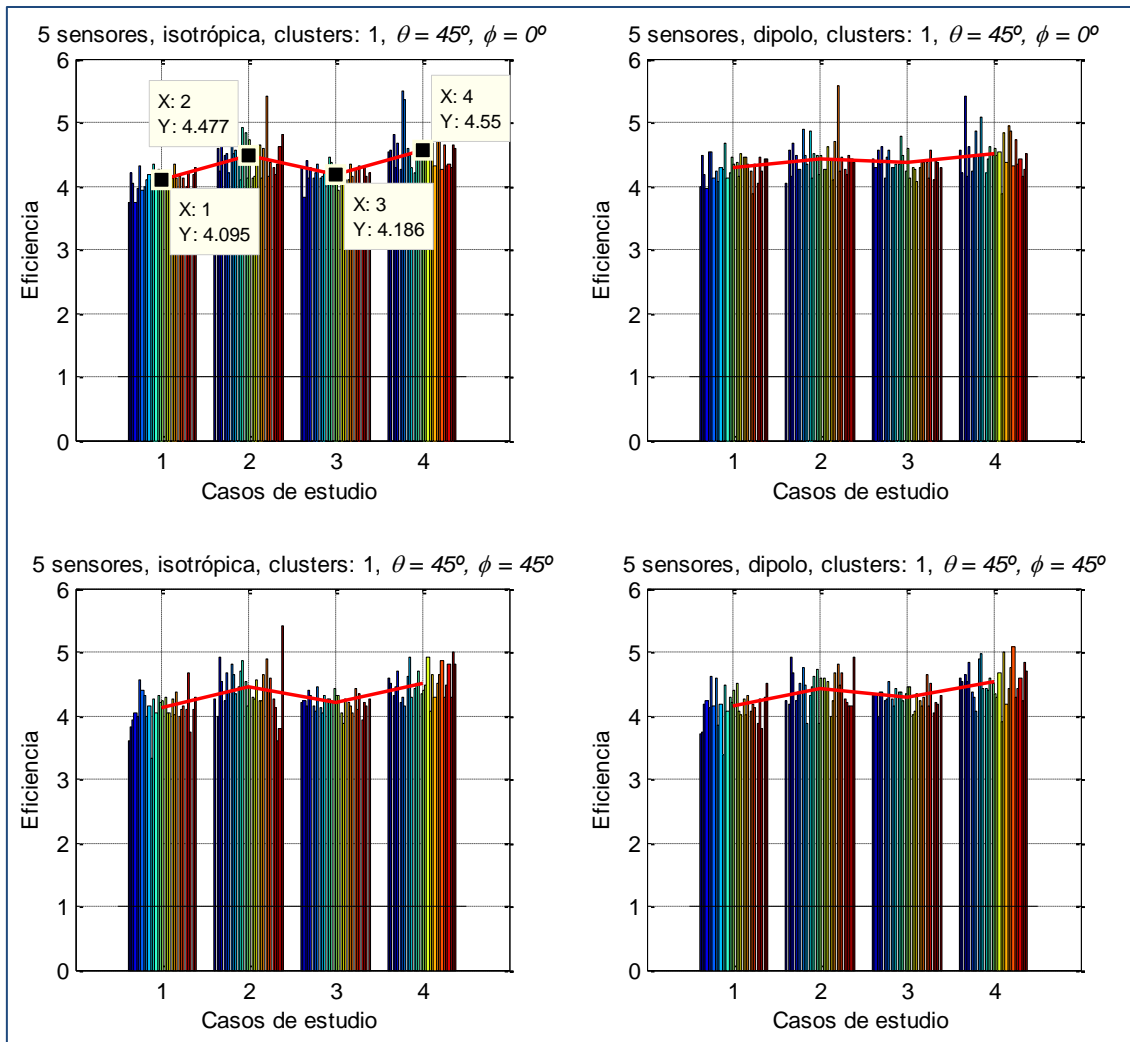 5 sensores, isotrópica, clusters: 1, θ = 45º, ϕ = 0º
6
5
4
3
2
1
0
Eficiencia
X: 2
Y: 4.477
X: 4
Y: 4.55
X: 1
Y: 4.095
X: 3
Y: 4.186
1 2 3 4
Casos de estudio
5 sensores, dipolo, clusters: 1, θ = 45º, ϕ = 0º
6
5
4
3
2
1
0
Eficiencia
1 2 3 4
Casos de estudio
5 sensores, isotrópica, clusters: 1, θ = 45º, ϕ = 45º
6
5
4
3
2
1
0
Eficiencia
1 2 3 4
Casos de estudio
5 sensores, dipolo, clusters: 1, θ = 45º, ϕ = 45º
6
5
4
3
2
1
0
Eficiencia
1 2 3 4
Casos de estudio